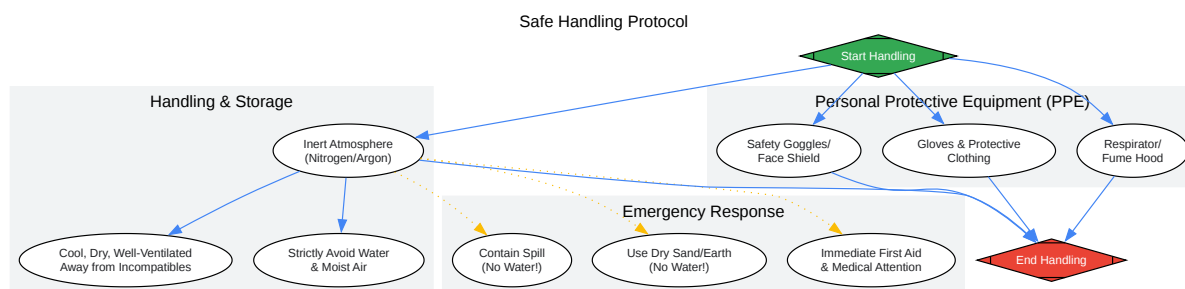 Safe Handling Protocol
Start Handling
Handling & Storage
Personal Protective Equipment (PPE)
Inert Atmosphere
(Nitrogen/Argon)
Safety Goggles/
Face Shield
Gloves & Protective
Clothing
Respirator/
Fume Hood
Emergency Response
Cool, Dry, Well-Ventilated
Away from Incompatibles
Strictly Avoid Water
& Moist Air
Contain Spill
(No Water!)
Use Dry Sand/Earth
(No Water!)
Immediate First Aid
& Medical Attention
End Handling